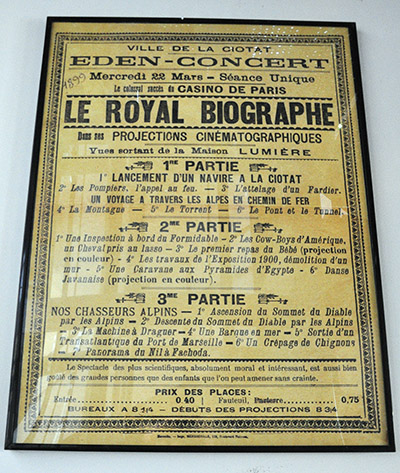 VILLE DE LA CIOTAT
EDEN-CONCERT
1899
Mercredi 22 Mars - Séance Unique
Le colossal succès du CASINO DE PARIS
LE ROYAL BIOGRAPHE
Dans ses PROJECTIONS CINÉMATOGRAPHIQUES
Vues sortant de la Maison LUMIÈRE
1re PARTIE
1° LANCEMENT D'UN NAVIRE A LA CIOTAT
2° Les Pompiers, l'appel au feu. — 3° L'attelage d'un Fardier.
UN VOYAGE A TRAVERS LES ALPES EN CHEMIN DE FER
4° La Montagne — 5° Le Torrent — 6° Le Pont et le Tunnel
2me PARTIE
1° Une Inspection à bord du Formidable - 2° Les Cow-Boys d'Amérique,
un Cheval pris au lasso - 3° Le premier repas du Bébé (projection
en couleur) - 4° Les travaux de l'Exposition 1900, démolition d'un
mur - 5° Une Caravane aux Pyramides d'Egypte - 6° Danse
Javanaise (projection en couleur).
3me PARTIE
NOS CHASSEURS ALPINS - 1° Ascension du Sommet du Diable
par les Alpins — 2° Descente du Sommet du Diable par les Alpins
— 3° La Machine à Draguer — 4° Une Barque en mer — 5° Sortie d'un
Transatlantique du Port de Marseille — 6° Un Crépage de Chignons
— 7° Panorama du Nil à Fachoda.
Le Spectacle des plus scientifiques, absolument moral et intéressant, est aussi bien
goûté des grandes personnes que des enfants que l'on peut amener sans crainte.
PRIX DES PLACES:
Entrée 0 40 Fauteuil, Parterre 0,75
BUREAUX A 8 1/4 — DÉBUTS DES PROJECTIONS 8 3/4